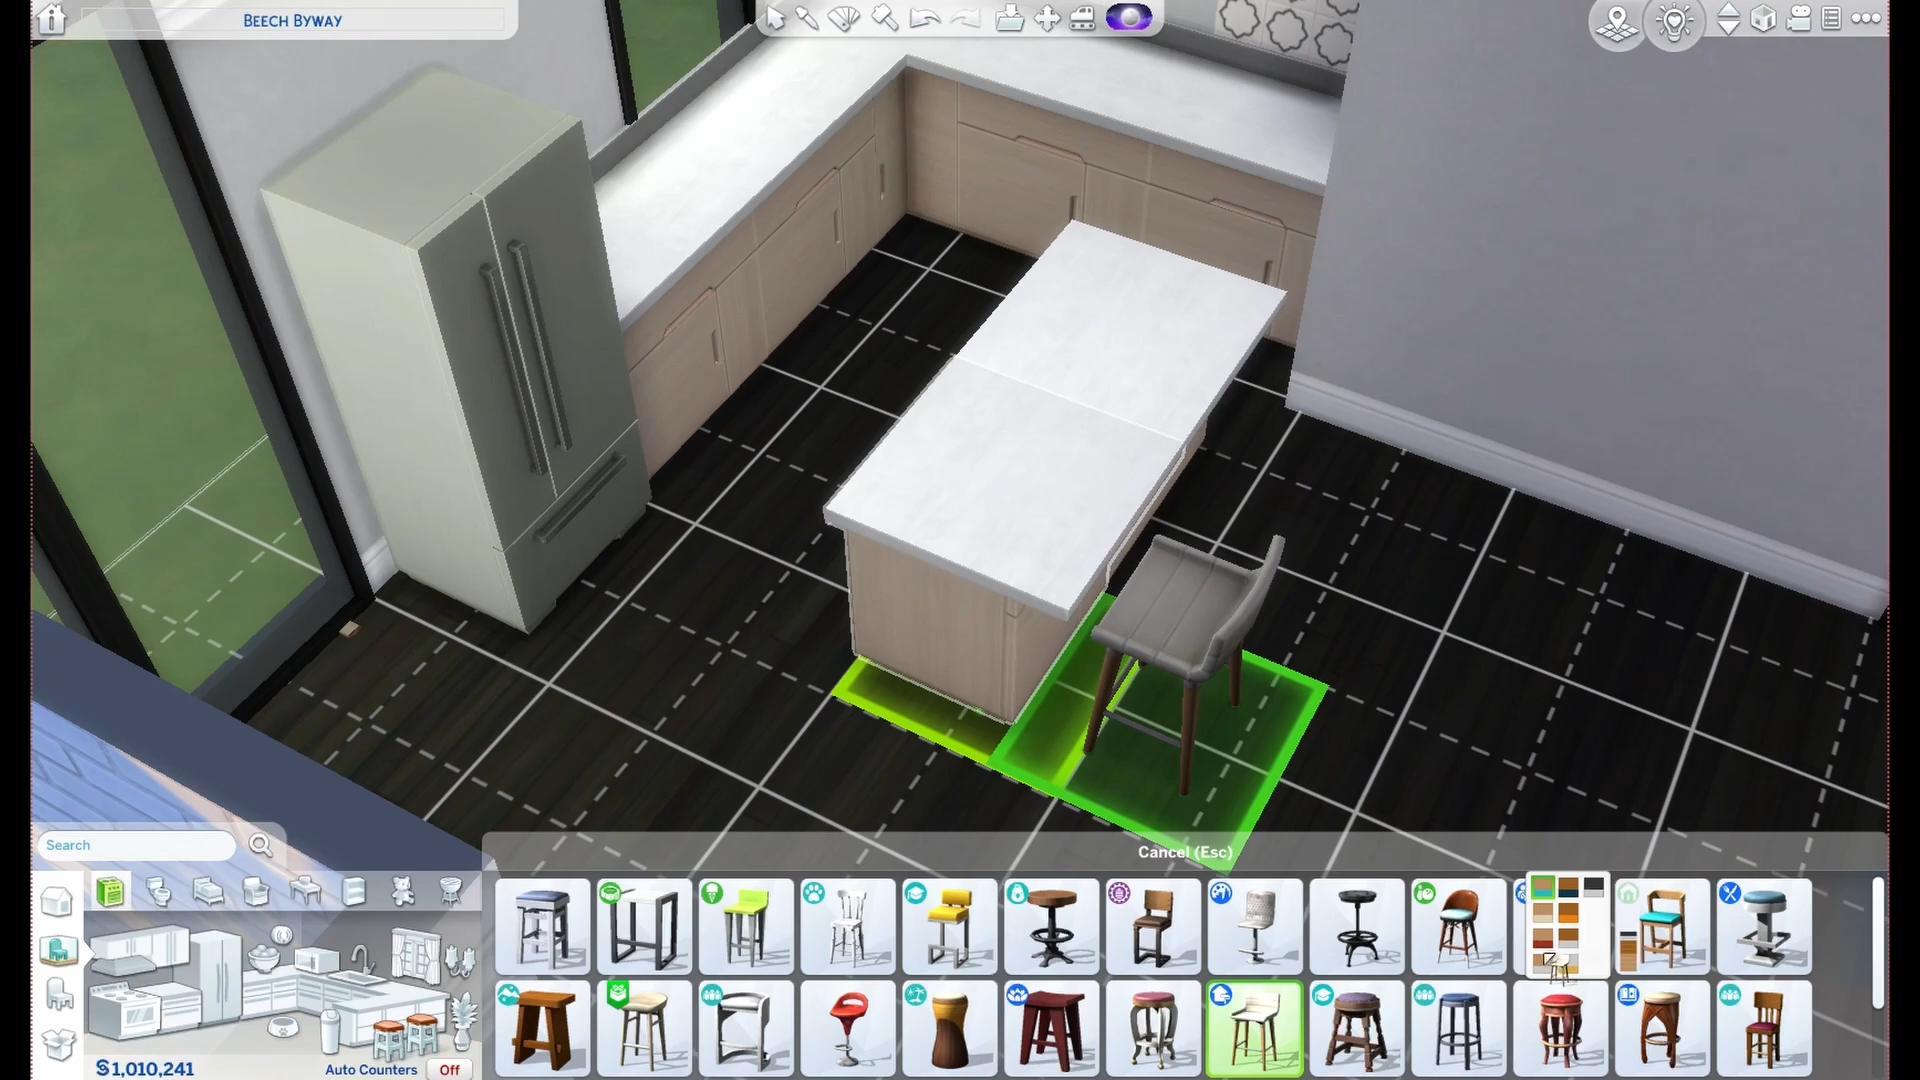 BEECH BYWAY
Cancel (Esc)
Search
§1,010,241
Auto Counters
Off